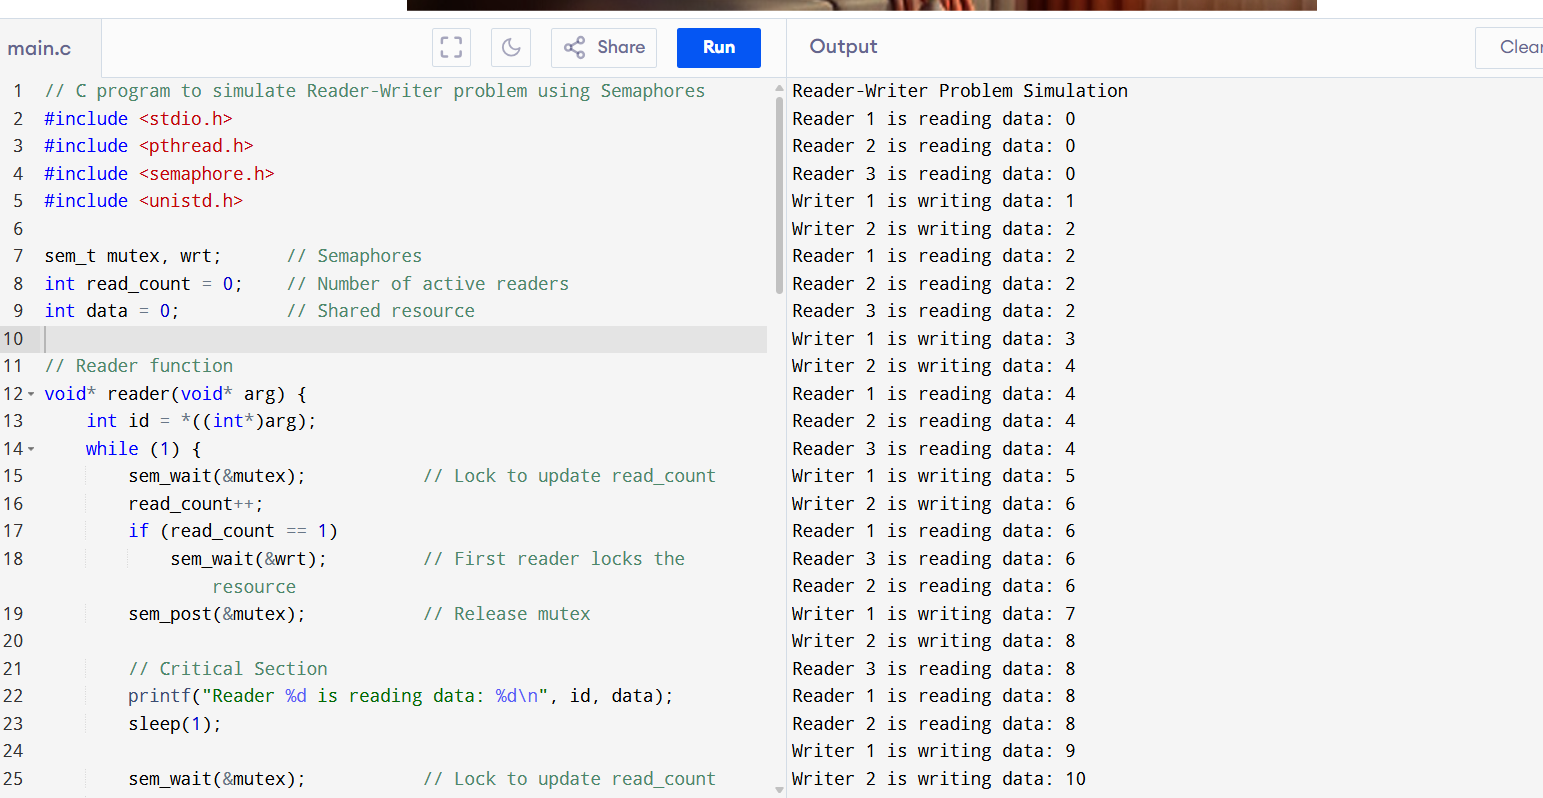 main.c
Share
Run
Output
Clear
1 // C program to simulate Reader-Writer problem using Semaphores
2 #include <stdio.h>
3 #include <pthread.h>
4 #include <semaphore.h>
5 #include <unistd.h>
6
7 sem_t mutex, wrt;      // Semaphores
8 int read_count = 0;    // Number of active readers
9 int data = 0;          // Shared resource
10
11 // Reader function
12 void* reader(void* arg) {
13     int id = *((int*)arg);
14     while (1) {
15         sem_wait(&mutex);           // Lock to update read_count
16         read_count++;
17         if (read_count == 1)
18             sem_wait(&wrt);         // First reader locks the
resource
19         sem_post(&mutex);           // Release mutex
20
21         // Critical Section
22         printf("Reader %d is reading data: %d\n", id, data);
23         sleep(1);
24
25         sem_wait(&mutex);           // Lock to update read_count
Reader-Writer Problem Simulation
Reader 1 is reading data: 0
Reader 2 is reading data: 0
Reader 3 is reading data: 0
Writer 1 is writing data: 1
Writer 2 is writing data: 2
Reader 1 is reading data: 2
Reader 2 is reading data: 2
Reader 3 is reading data: 2
Writer 1 is writing data: 3
Writer 2 is writing data: 4
Reader 1 is reading data: 4
Reader 2 is reading data: 4
Reader 3 is reading data: 4
Writer 1 is writing data: 5
Writer 2 is writing data: 6
Reader 1 is reading data: 6
Reader 3 is reading data: 6
Reader 2 is reading data: 6
Writer 1 is writing data: 7
Writer 2 is writing data: 8
Reader 3 is reading data: 8
Reader 1 is reading data: 8
Reader 2 is reading data: 8
Writer 1 is writing data: 9
Writer 2 is writing data: 10